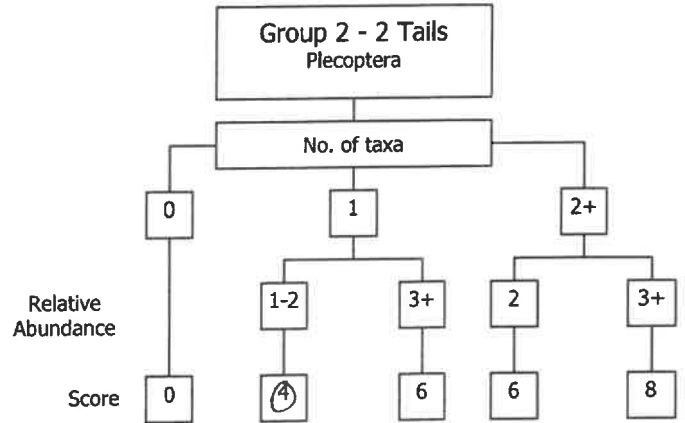 Group 2 - 2 Tails
Plecoptera
No. of taxa
0 1 2+
Relative
Abundance
1-2 3+ 2 3+
Score 0 4 6 6 8